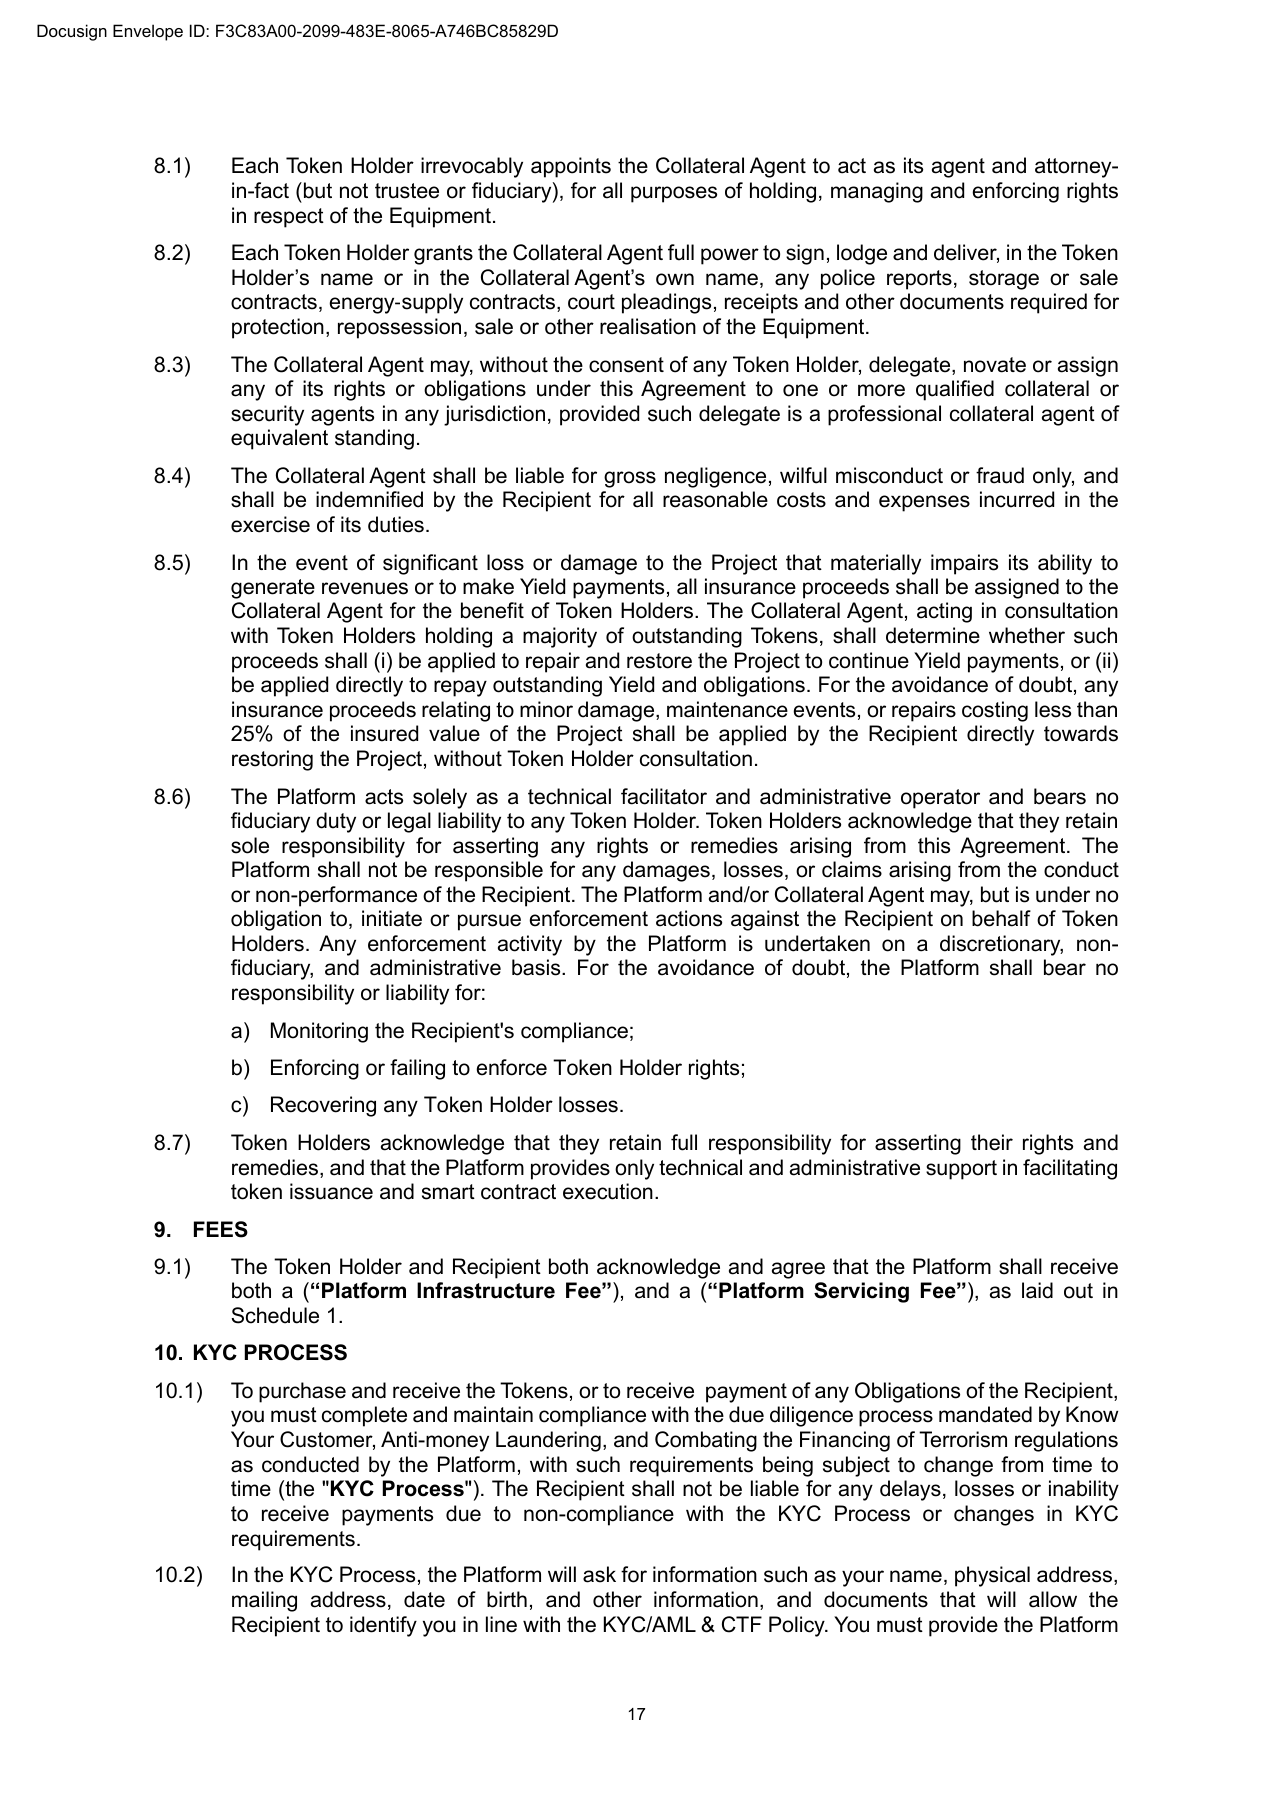 Docusign Envelope ID: F3C83A00-2099-483E-8065-A746BC85829D
8.1) Each Token Holder irrevocably appoints the Collateral Agent to act as its agent and attorney-
in-fact (but not trustee or fiduciary), for all purposes of holding, managing and enforcing rights
in respect of the Equipment.
8.2) Each Token Holder grants the Collateral Agent full power to sign, lodge and deliver, in the Token
Holder’s name or in the Collateral Agent’s own name, any police reports, storage or sale
contracts, energy-supply contracts, court pleadings, receipts and other documents required for
protection, repossession, sale or other realisation of the Equipment.
8.3) The Collateral Agent may, without the consent of any Token Holder, delegate, novate or assign
any of its rights or obligations under this Agreement to one or more qualified collateral or
security agents in any jurisdiction, provided such delegate is a professional collateral agent of
equivalent standing.
8.4) The Collateral Agent shall be liable for gross negligence, wilful misconduct or fraud only, and
shall be indemnified by the Recipient for all reasonable costs and expenses incurred in the
exercise of its duties.
8.5) In the event of significant loss or damage to the Project that materially impairs its ability to
generate revenues or to make Yield payments, all insurance proceeds shall be assigned to the
Collateral Agent for the benefit of Token Holders. The Collateral Agent, acting in consultation
with Token Holders holding a majority of outstanding Tokens, shall determine whether such
proceeds shall (i) be applied to repair and restore the Project to continue Yield payments, or (ii)
be applied directly to repay outstanding Yield and obligations. For the avoidance of doubt, any
insurance proceeds relating to minor damage, maintenance events, or repairs costing less than
25% of the insured value of the Project shall be applied by the Recipient directly towards
restoring the Project, without Token Holder consultation.
8.6) The Platform acts solely as a technical facilitator and administrative operator and bears no
fiduciary duty or legal liability to any Token Holder. Token Holders acknowledge that they retain
sole responsibility for asserting any rights or remedies arising from this Agreement. The
Platform shall not be responsible for any damages, losses, or claims arising from the conduct
or non-performance of the Recipient. The Platform and/or Collateral Agent may, but is under no
obligation to, initiate or pursue enforcement actions against the Recipient on behalf of Token
Holders. Any enforcement activity by the Platform is undertaken on a discretionary, non-
fiduciary, and administrative basis. For the avoidance of doubt, the Platform shall bear no
responsibility or liability for:
a) Monitoring the Recipient's compliance;
b) Enforcing or failing to enforce Token Holder rights;
c) Recovering any Token Holder losses.
8.7) Token Holders acknowledge that they retain full responsibility for asserting their rights and
remedies, and that the Platform provides only technical and administrative support in facilitating
token issuance and smart contract execution.
9. FEES
9.1) The Token Holder and Recipient both acknowledge and agree that the Platform shall receive
both a (“Platform Infrastructure Fee”), and a (“Platform Servicing Fee”), as laid out in
Schedule 1.
10. KYC PROCESS
10.1) To purchase and receive the Tokens, or to receive payment of any Obligations of the Recipient,
you must complete and maintain compliance with the due diligence process mandated by Know
Your Customer, Anti-money Laundering, and Combating the Financing of Terrorism regulations
as conducted by the Platform, with such requirements being subject to change from time to
time (the "KYC Process"). The Recipient shall not be liable for any delays, losses or inability
to receive payments due to non-compliance with the KYC Process or changes in KYC
requirements.
10.2) In the KYC Process, the Platform will ask for information such as your name, physical address,
mailing address, date of birth, and other information, and documents that will allow the
Recipient to identify you in line with the KYC/AML & CTF Policy. You must provide the Platform
17